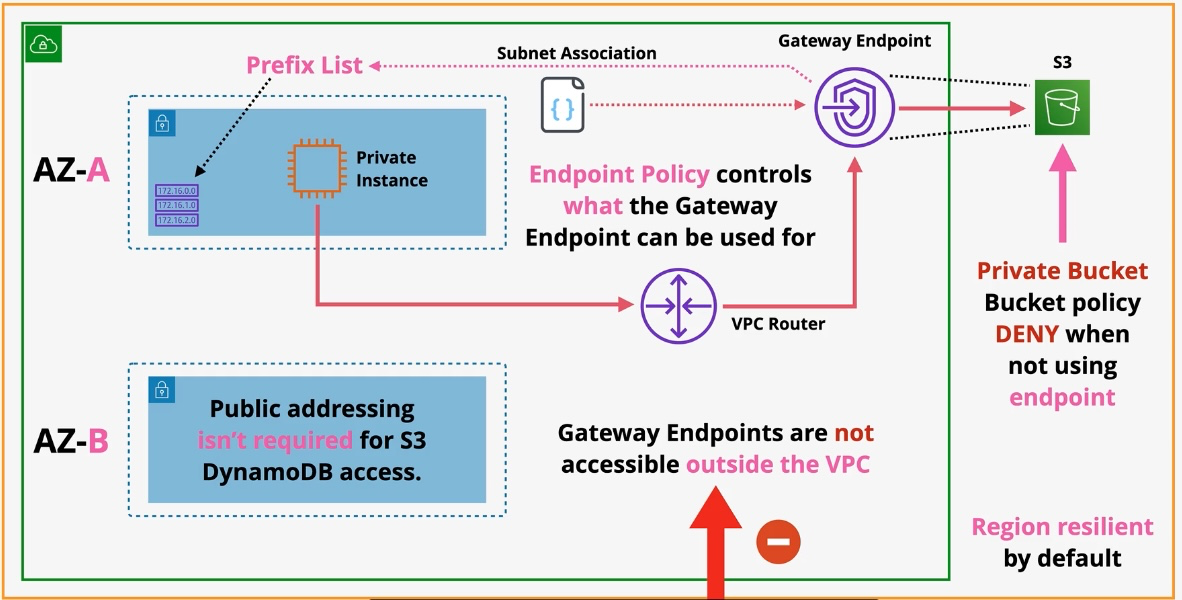 Gateway Endpoint
Subnet Association
S3
Prefix List
{ }
AZ-A
Private
Instance
172.16.0.0
172.16.1.0
172.16.2.0
Endpoint Policy controls
what the Gateway
Endpoint can be used for
VPC Router
Private Bucket
Bucket policy
DENY when
not using
endpoint
AZ-B
Public addressing
isn't required for S3
DynamoDB access.
Gateway Endpoints are not
accessible outside the VPC
Region resilient
by default